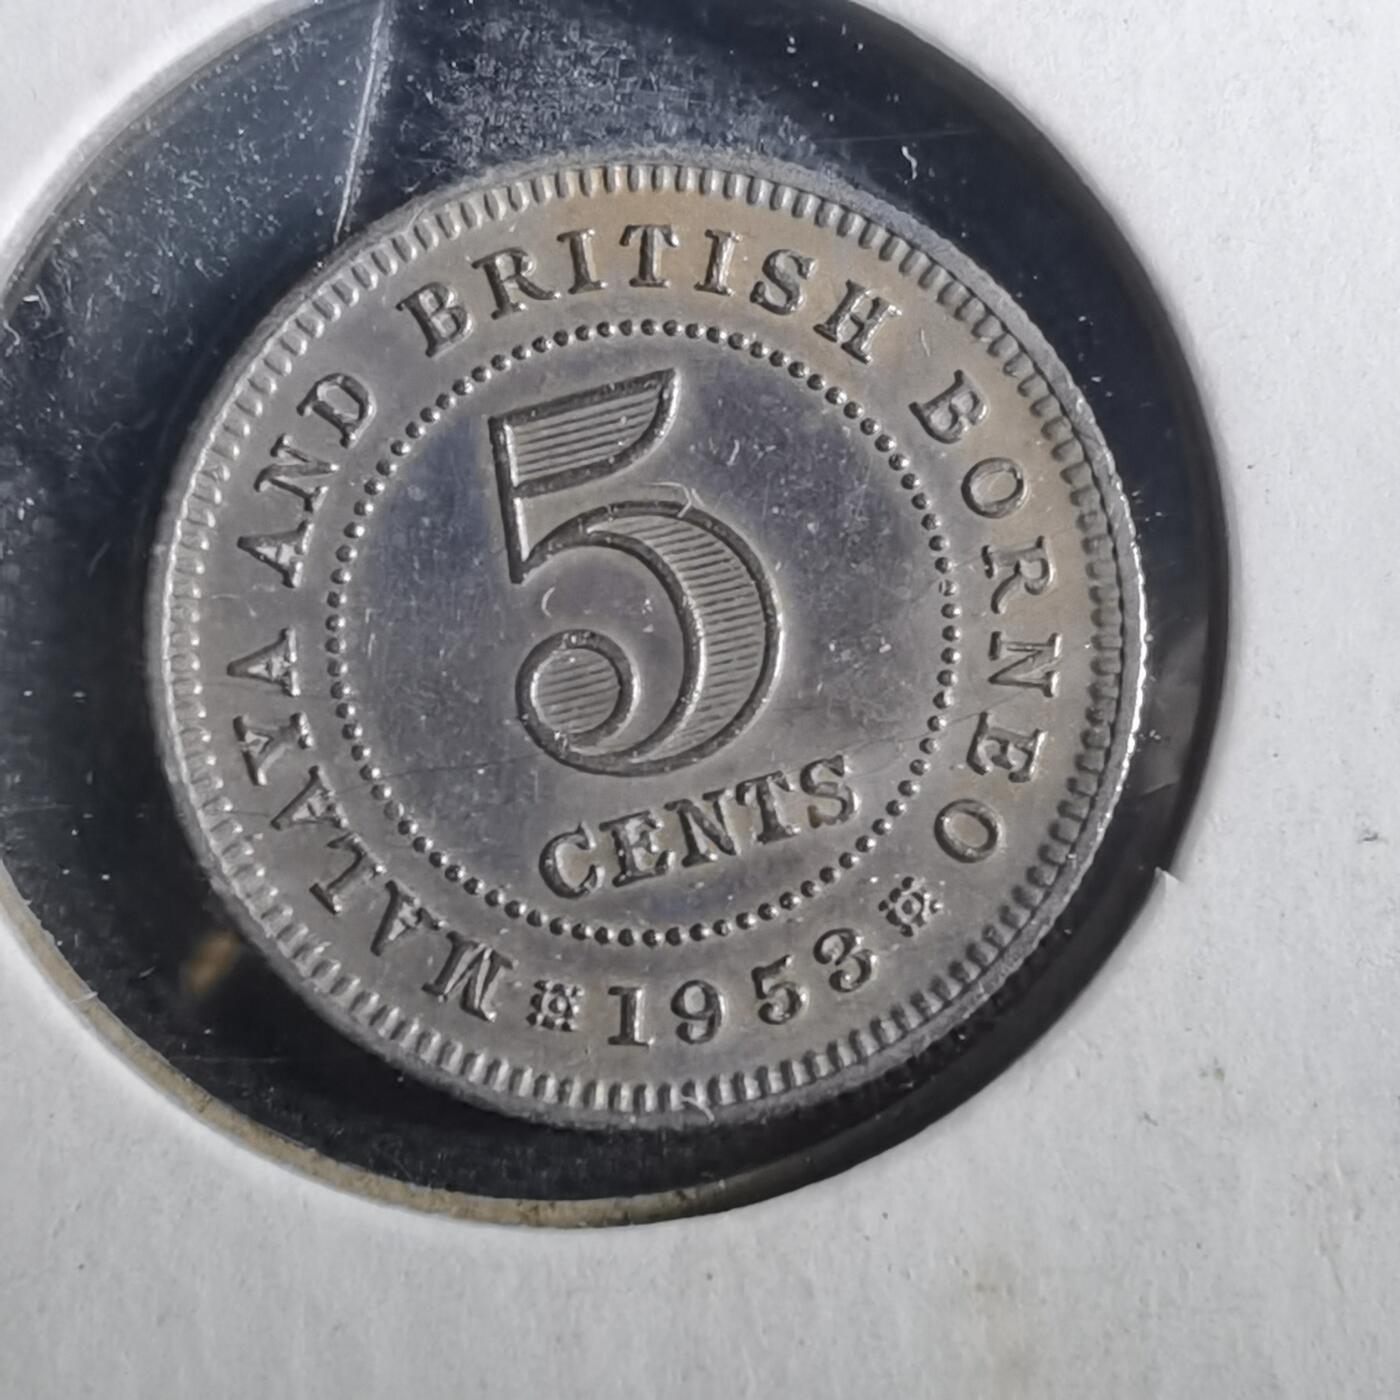 MALAYA AND BRITISH BORNEO
5
CENTS
1953